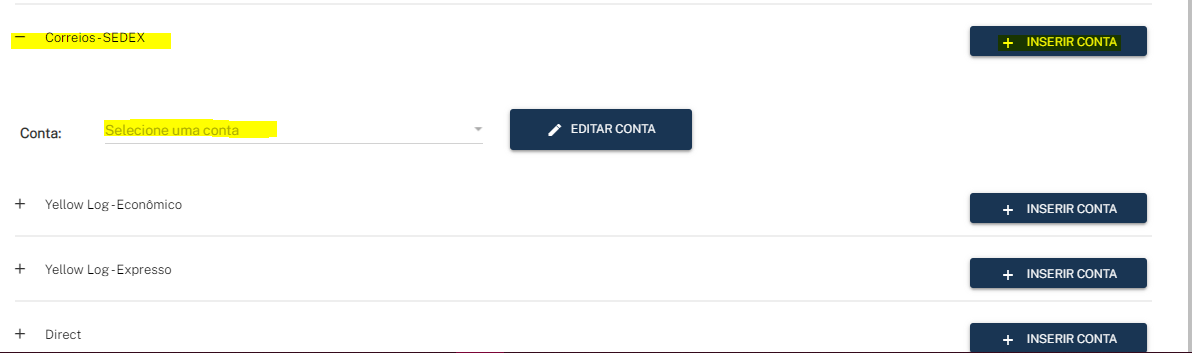 Correios - SEDEX
INSERIR CONTA
Conta:
Selecione uma conta
EDITAR CONTA
Yellow Log - Econômico
INSERIR CONTA
Yellow Log - Expresso
INSERIR CONTA
Direct
INSERIR CONTA